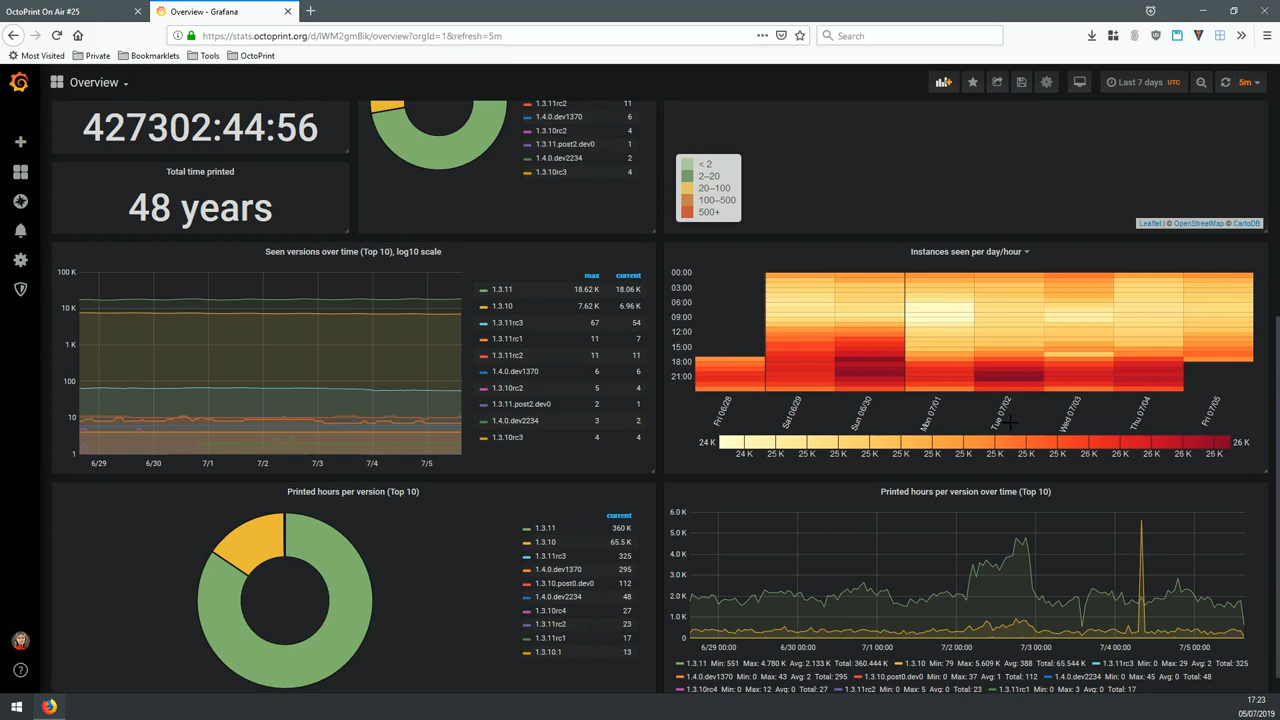 OctoPrint On Air #25
Overview - Grafana
https://stats.octoprint.org/d/IWM2gmBik/overview?orgId=1&refresh=5m
Search
Most Visited
Private
Bookmarklets
Tools
OctoPrint
Overview
Last 7 days UTC
5m
427302:44:56
1.3.11rc2 11
1.4.0.dev1370 6
1.3.10rc2 4
1.3.11.post2.dev0 1
1.4.0.dev2234 2
1.3.10rc3 4
Total time printed
48 years
< 2
2–20
20–100
100–500
500+
Leaflet | © OpenStreetMap © CartoDB
Seen versions over time (Top 10), log10 scale
100 K
10 K
1 K
100
10
1
6/29 6/30 7/1 7/2 7/3 7/4 7/5
max current
1.3.11 18.62 K 18.06 K
1.3.10 7.62 K 6.96 K
1.3.11rc3 67 54
1.3.11rc1 11 7
1.3.11rc2 11 11
1.4.0.dev1370 6 6
1.3.10rc2 5 4
1.3.11.post2.dev0 2 1
1.4.0.dev2234 3 2
1.3.10rc3 4 4
Instances seen per day/hour
00:00
03:00
06:00
09:00
12:00
15:00
18:00
21:00
Fri 06/28 Sat 06/29 Sun 06/30 Mon 07/01 Tue 07/02 Wed 07/03 Thu 07/04 Fri 07/05
24 K 26 K
24 K 25 K 25 K 25 K 25 K 25 K 25 K 25 K 25 K 25 K 25 K 25 K 25 K 26 K 26 K 26 K
Printed hours per version (Top 10)
current
1.3.11 360 K
1.3.10 65.5 K
1.3.11rc3 325
1.4.0.dev1370 295
1.3.10.post0.dev0 112
1.4.0.dev2234 48
1.3.10rc4 27
1.3.11rc2 23
1.3.11rc1 17
1.3.10.1 13
Printed hours per version over time (Top 10)
6.0 K
5.0 K
4.0 K
3.0 K
2.0 K
1.0 K
0
6/29 00:00 6/30 00:00 7/1 00:00 7/2 00:00 7/3 00:00 7/4 00:00 7/5 00:00
1.3.11 Min: 551 Max: 4.780 K Avg: 2.133 K Total: 360.444 K 1.3.10 Min: 79 Max: 5.609 K Avg: 388 Total: 65.544 K 1.3.11rc3 Min: 0 Max: 29 Avg: 2 Total: 325
1.4.0.dev1370 Min: 0 Max: 43 Avg: 2 Total: 295 1.3.10.post0.dev0 Min: 0 Max: 37 Avg: 1 Total: 112 1.4.0.dev2234 Min: 0 Max: 45 Avg: 0 Total: 48
1.3.10rc4 Min: 0 Max: 12 Avg: 0 Total: 27 1.3.11rc2 Min: 0 Max: 5 Avg: 0 Total: 23 1.3.11rc1 Min: 0 Max: 3 Avg: 0 Total: 17
17:23
05/07/2019